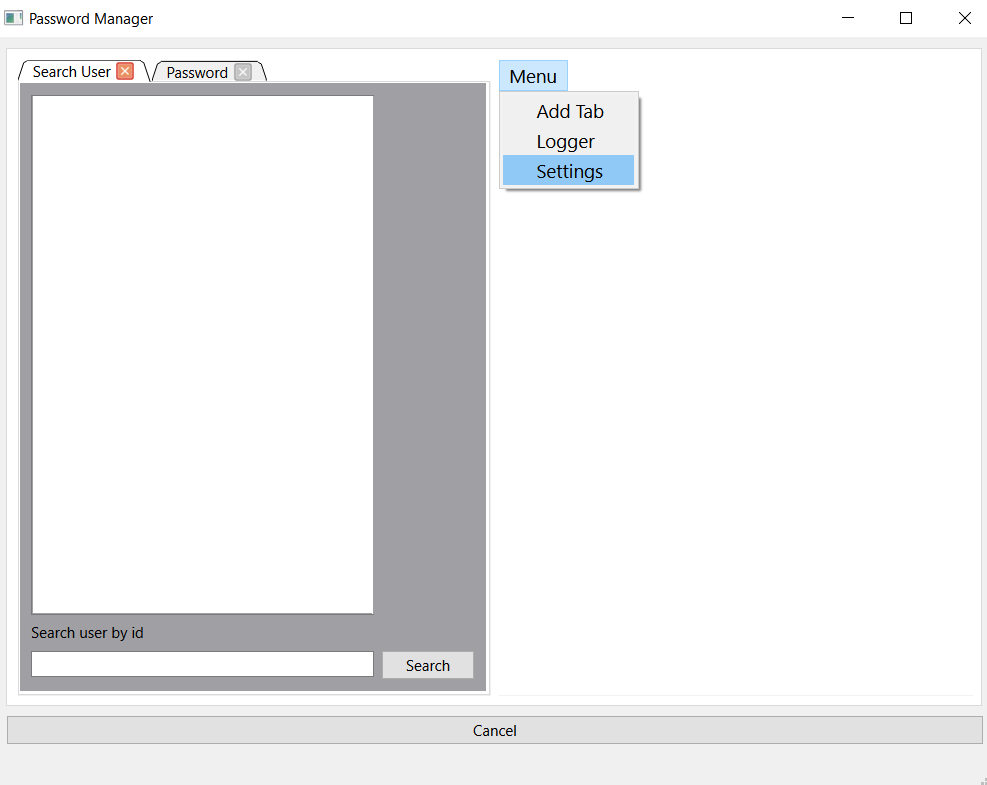 Password Manager
Search User
Password
Menu
Add Tab
Logger
Settings
Search user by id
Search
Cancel